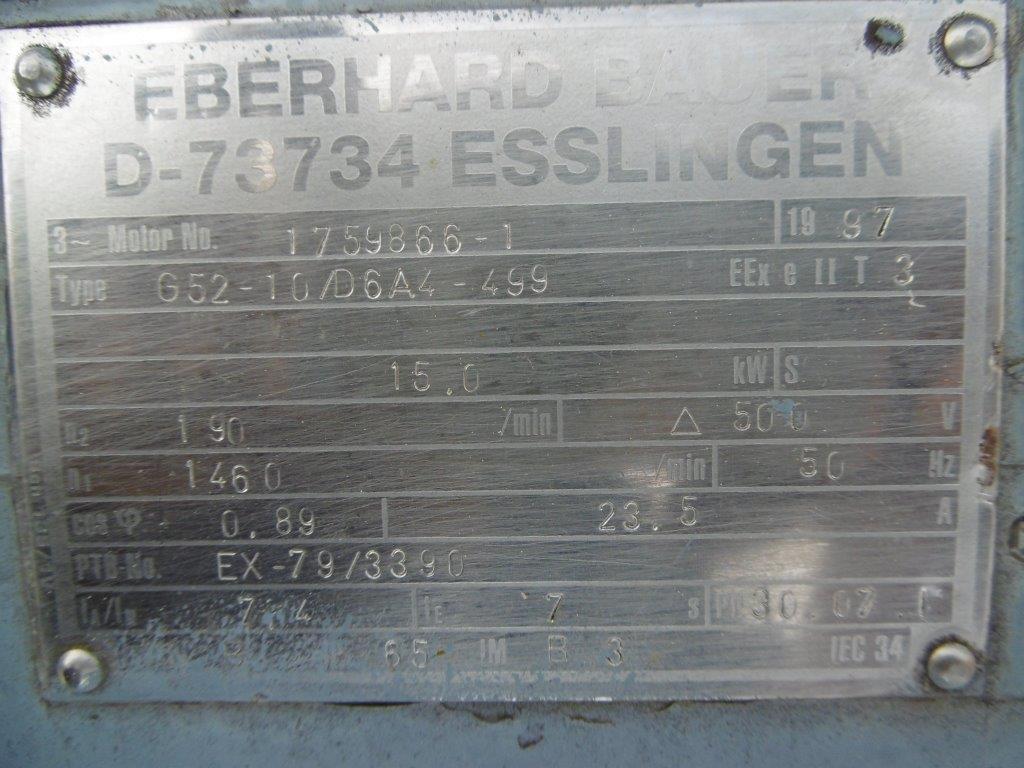 EBERHARD BAUER
D-73734 ESSLINGEN
3~ Motor No. 1759866-1 19 97
Type G52-10/D6A4-499 EEx e II T 3
15.0 kW S
n₂ 190 /min △ 500 V
n₁ 1460 /min 50 Hz
cos φ 0.89 23.5 A
PTB-No. EX-79/3390
7.4 tE 7 s 30.07.
65 IM B 3 IEC 34